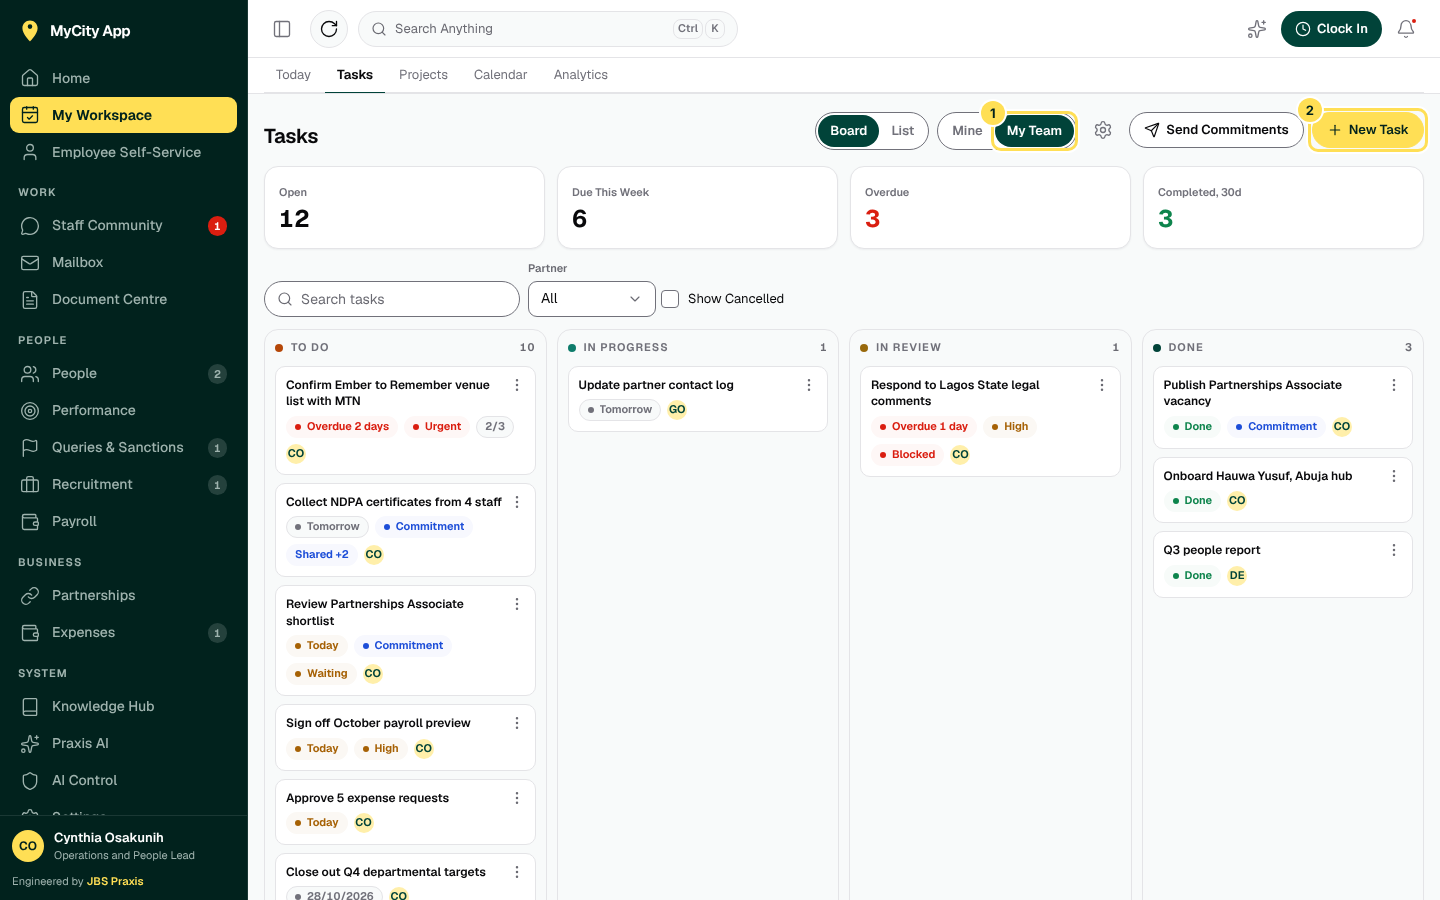 MyCity App
Home
My Workspace
Employee Self-Service
WORK
Staff Community 1
Mailbox
Document Centre
PEOPLE
People 2
Performance
Queries & Sanctions 1
Recruitment 1
Payroll
BUSINESS
Partnerships
Expenses 1
SYSTEM
Knowledge Hub
Praxis AI
AI Control
Settings
CO Cynthia Osakunih
Operations and People Lead
Engineered by JBS Praxis
Search Anything Ctrl K
Clock In
Today Tasks Projects Calendar Analytics
Tasks
Board List Mine 1 My Team Send Commitments 2 New Task
Open
12
Due This Week
6
Overdue
3
Completed, 30d
3
Partner
Search tasks All Show Cancelled
TO DO 10
Confirm Ember to Remember venue
list with MTN
Overdue 2 days Urgent 2/3
CO
Collect NDPA certificates from 4 staff
Tomorrow Commitment
Shared +2 CO
Review Partnerships Associate
shortlist
Today Commitment
Waiting CO
Sign off October payroll preview
Today High CO
Approve 5 expense requests
Today CO
Close out Q4 departmental targets
28/10/2026 CO
IN PROGRESS 1
Update partner contact log
Tomorrow GO
IN REVIEW 1
Respond to Lagos State legal
comments
Overdue 1 day High
Blocked CO
DONE 3
Publish Partnerships Associate
vacancy
Done Commitment CO
Onboard Hauwa Yusuf, Abuja hub
Done CO
Q3 people report
Done DE